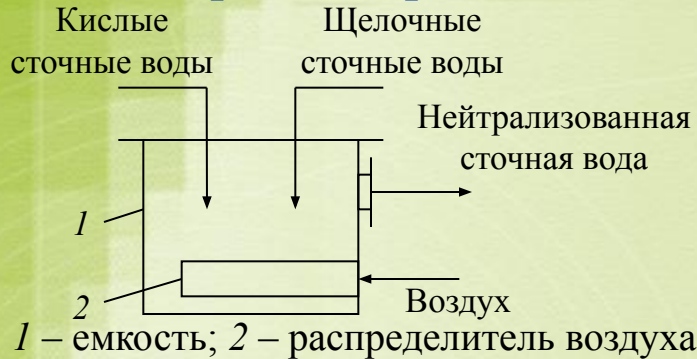 Кислые
сточные воды
Щелочные
сточные воды
Нейтрализованная
сточная вода
1
2
Воздух
1 – емкость; 2 – распределитель воздуха